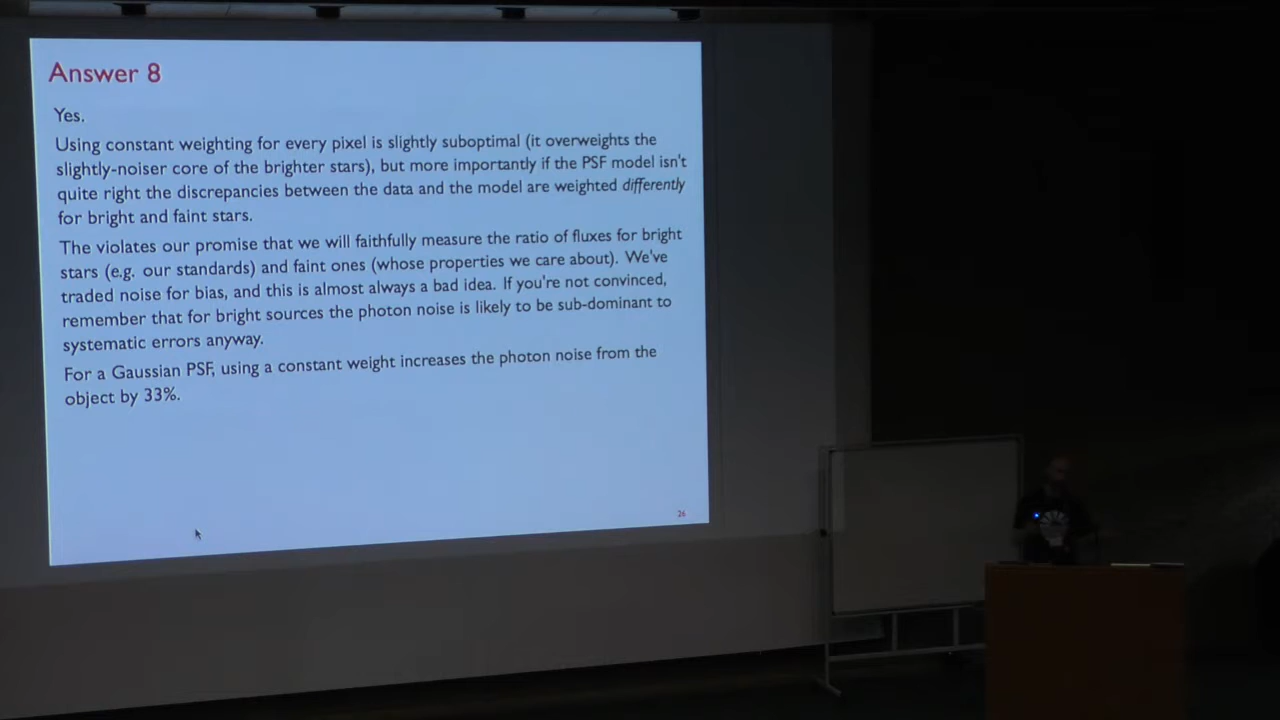 Answer 8
Yes.
Using constant weighting for every pixel is slightly suboptimal (it overweights the
slightly-noiser core of the brighter stars), but more importantly if the PSF model isn't
quite right the discrepancies between the data and the model are weighted differently
for bright and faint stars.
The violates our promise that we will faithfully measure the ratio of fluxes for bright
stars (e.g. our standards) and faint ones (whose properties we care about). We've
traded noise for bias, and this is almost always a bad idea. If you're not convinced,
remember that for bright sources the photon noise is likely to be sub-dominant to
systematic errors anyway.
For a Gaussian PSF, using a constant weight increases the photon noise from the
object by 33%.
26